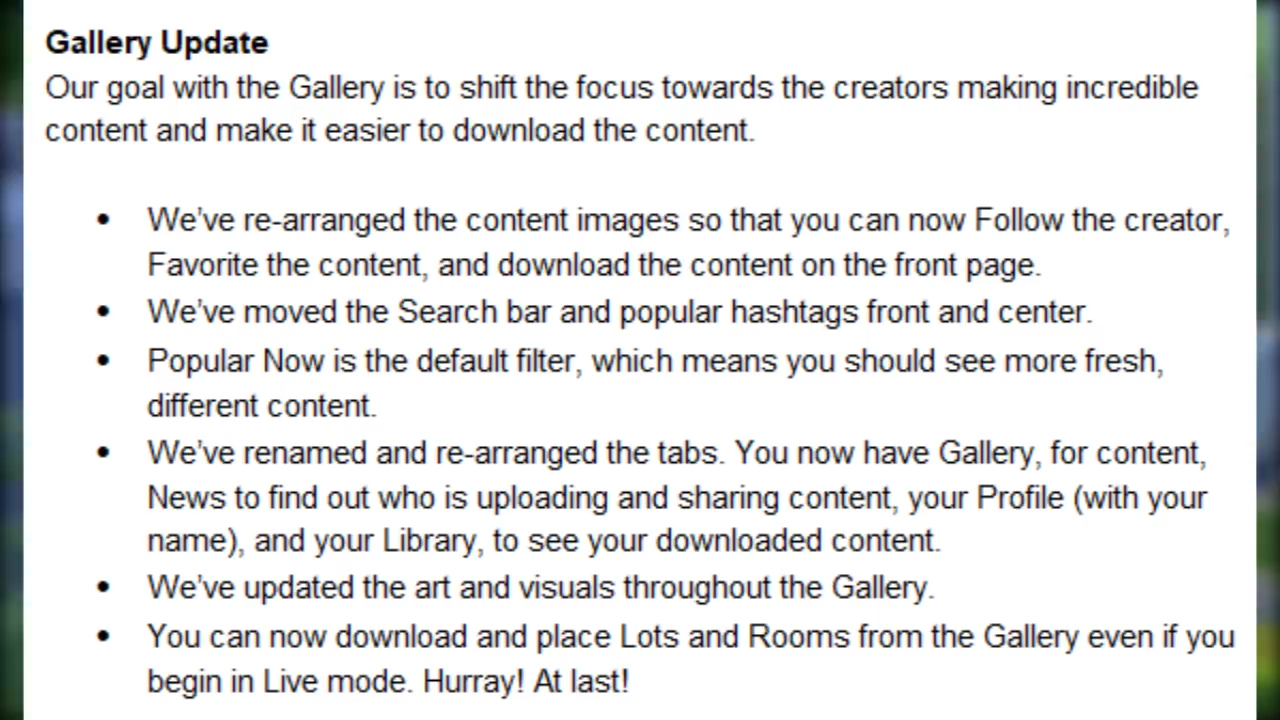 Gallery Update
Our goal with the Gallery is to shift the focus towards the creators making incredible
content and make it easier to download the content.
• We've re-arranged the content images so that you can now Follow the creator,
Favorite the content, and download the content on the front page.
• We've moved the Search bar and popular hashtags front and center.
• Popular Now is the default filter, which means you should see more fresh,
different content.
• We've renamed and re-arranged the tabs. You now have Gallery, for content,
News to find out who is uploading and sharing content, your Profile (with your
name), and your Library, to see your downloaded content.
• We've updated the art and visuals throughout the Gallery.
• You can now download and place Lots and Rooms from the Gallery even if you
begin in Live mode. Hurray! At last!